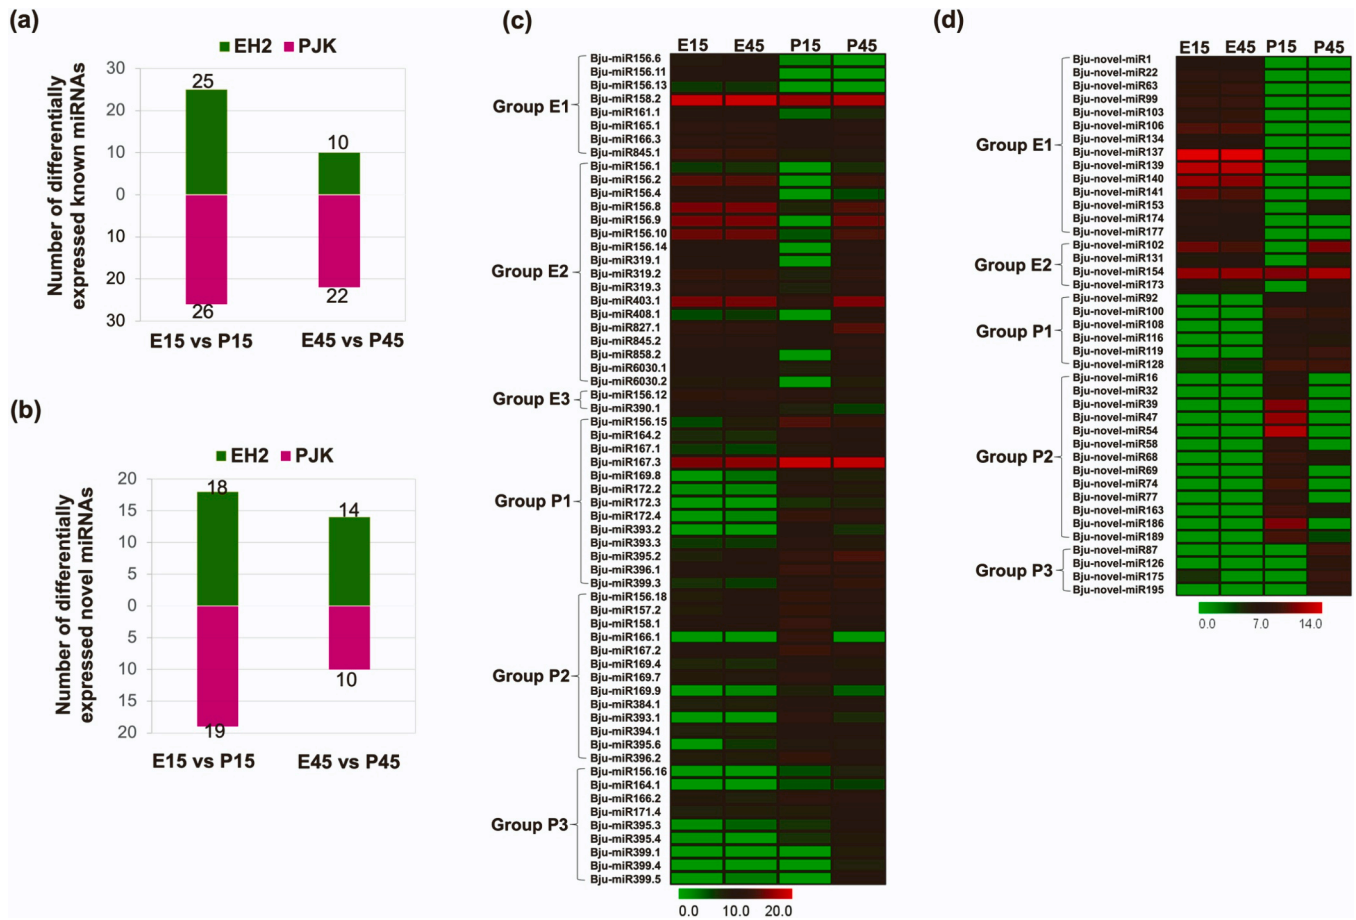 (a)
EH2 PJK
Number of differentially
expressed known miRNAs
30
20
10
0
10
20
30
25
10
26
22
E15 vs P15
E45 vs P45
(b)
EH2 PJK
Number of differentially
expressed novel miRNAs
20
15
10
5
0
5
10
15
20
18
14
19
10
E15 vs P15
E45 vs P45
(c)
E15 E45 P15 P45
Group E1
Bju-miR156.6
Bju-miR156.11
Bju-miR156.13
Bju-miR158.2
Bju-miR161.1
Bju-miR165.1
Bju-miR166.3
Bju-miR845.1
Group E2
Bju-miR156.1
Bju-miR156.2
Bju-miR156.4
Bju-miR156.8
Bju-miR156.9
Bju-miR156.10
Bju-miR156.14
Bju-miR319.1
Bju-miR319.2
Bju-miR319.3
Bju-miR403.1
Bju-miR408.1
Bju-miR827.1
Bju-miR845.2
Bju-miR858.2
Bju-miR6030.1
Bju-miR6030.2
Group E3
Bju-miR156.12
Bju-miR390.1
Group P1
Bju-miR156.15
Bju-miR164.2
Bju-miR167.1
Bju-miR167.3
Bju-miR169.8
Bju-miR172.2
Bju-miR172.3
Bju-miR172.4
Bju-miR393.2
Bju-miR393.3
Bju-miR395.2
Bju-miR396.1
Bju-miR399.3
Group P2
Bju-miR156.18
Bju-miR157.2
Bju-miR158.1
Bju-miR166.1
Bju-miR167.2
Bju-miR169.4
Bju-miR169.7
Bju-miR169.9
Bju-miR384.1
Bju-miR393.1
Bju-miR394.1
Bju-miR395.6
Bju-miR396.2
Group P3
Bju-miR156.16
Bju-miR164.1
Bju-miR166.2
Bju-miR171.4
Bju-miR395.3
Bju-miR395.4
Bju-miR399.1
Bju-miR399.4
Bju-miR399.5
0.0 10.0 20.0
(d)
E15 E45 P15 P45
Group E1
Bju-novel-miR1
Bju-novel-miR22
Bju-novel-miR63
Bju-novel-miR99
Bju-novel-miR103
Bju-novel-miR106
Bju-novel-miR134
Bju-novel-miR137
Bju-novel-miR139
Bju-novel-miR140
Bju-novel-miR141
Bju-novel-miR153
Bju-novel-miR174
Bju-novel-miR177
Group E2
Bju-novel-miR102
Bju-novel-miR131
Bju-novel-miR154
Bju-novel-miR173
Group P1
Bju-novel-miR92
Bju-novel-miR100
Bju-novel-miR108
Bju-novel-miR116
Bju-novel-miR119
Bju-novel-miR128
Group P2
Bju-novel-miR16
Bju-novel-miR32
Bju-novel-miR39
Bju-novel-miR47
Bju-novel-miR54
Bju-novel-miR58
Bju-novel-miR68
Bju-novel-miR69
Bju-novel-miR74
Bju-novel-miR77
Bju-novel-miR163
Bju-novel-miR186
Bju-novel-miR189
Group P3
Bju-novel-miR87
Bju-novel-miR126
Bju-novel-miR175
Bju-novel-miR195
0.0 7.0 14.0